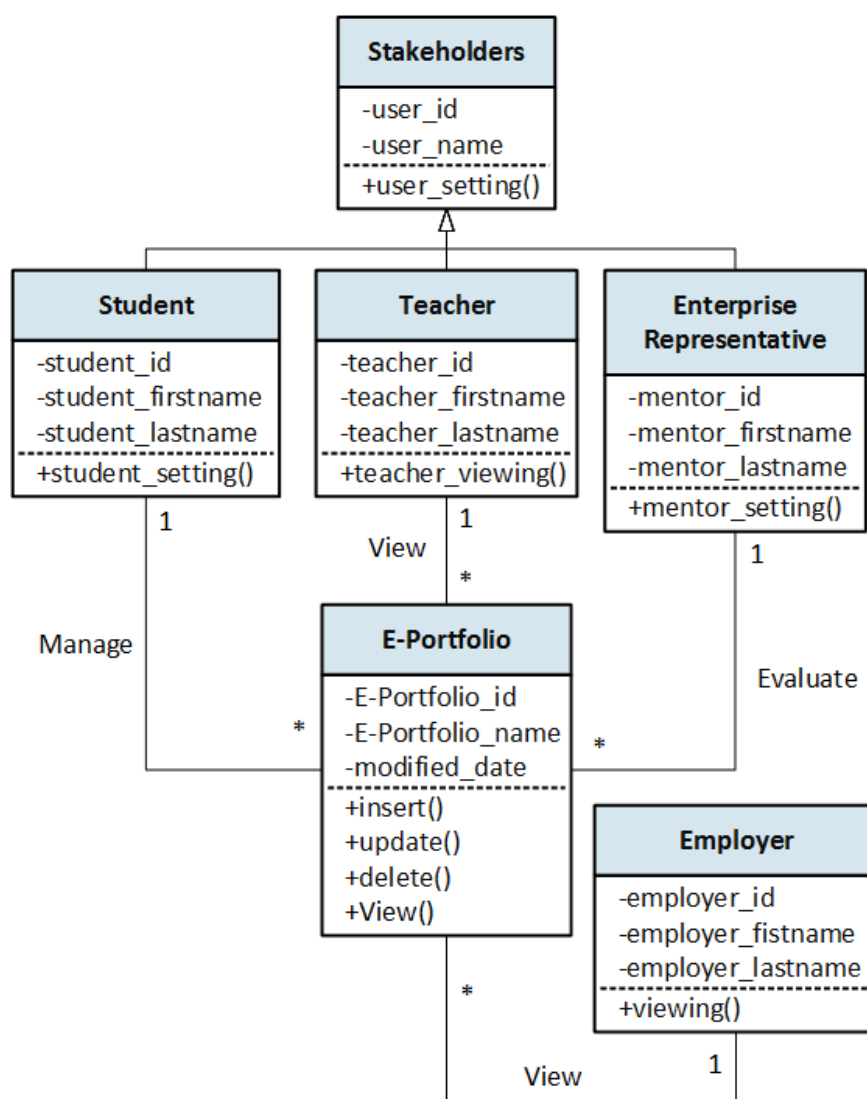 Stakeholders
-user_id
-user_name
+user_setting()
Student
-student_id
-student_firstname
-student_lastname
+student_setting()
Teacher
-teacher_id
-teacher_firstname
-teacher_lastname
+teacher_viewing()
Enterprise
Representative
-mentor_id
-mentor_firstname
-mentor_lastname
+mentor_setting()
1
1
1
View
*
Manage
*
Evaluate
*
E-Portfolio
-E-Portfolio_id
-E-Portfolio_name
-modified_date
+insert()
+update()
+delete()
+View()
Employer
-employer_id
-employer_fistname
-employer_lastname
+viewing()
*
1
View